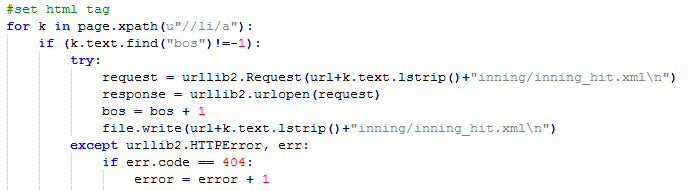 #set html tag
for k in page.xpath(u"//li/a"):
    if (k.text.find("bos")!=-1):
        try:
            request = urllib2.Request(url+k.text.lstrip()+"inning/inning_hit.xml\n")
            response = urllib2.urlopen(request)
            bos = bos + 1
            file.write(url+k.text.lstrip()+"inning/inning_hit.xml\n")
        except urllib2.HTTPError, err:
            if err.code == 404:
                error = error + 1